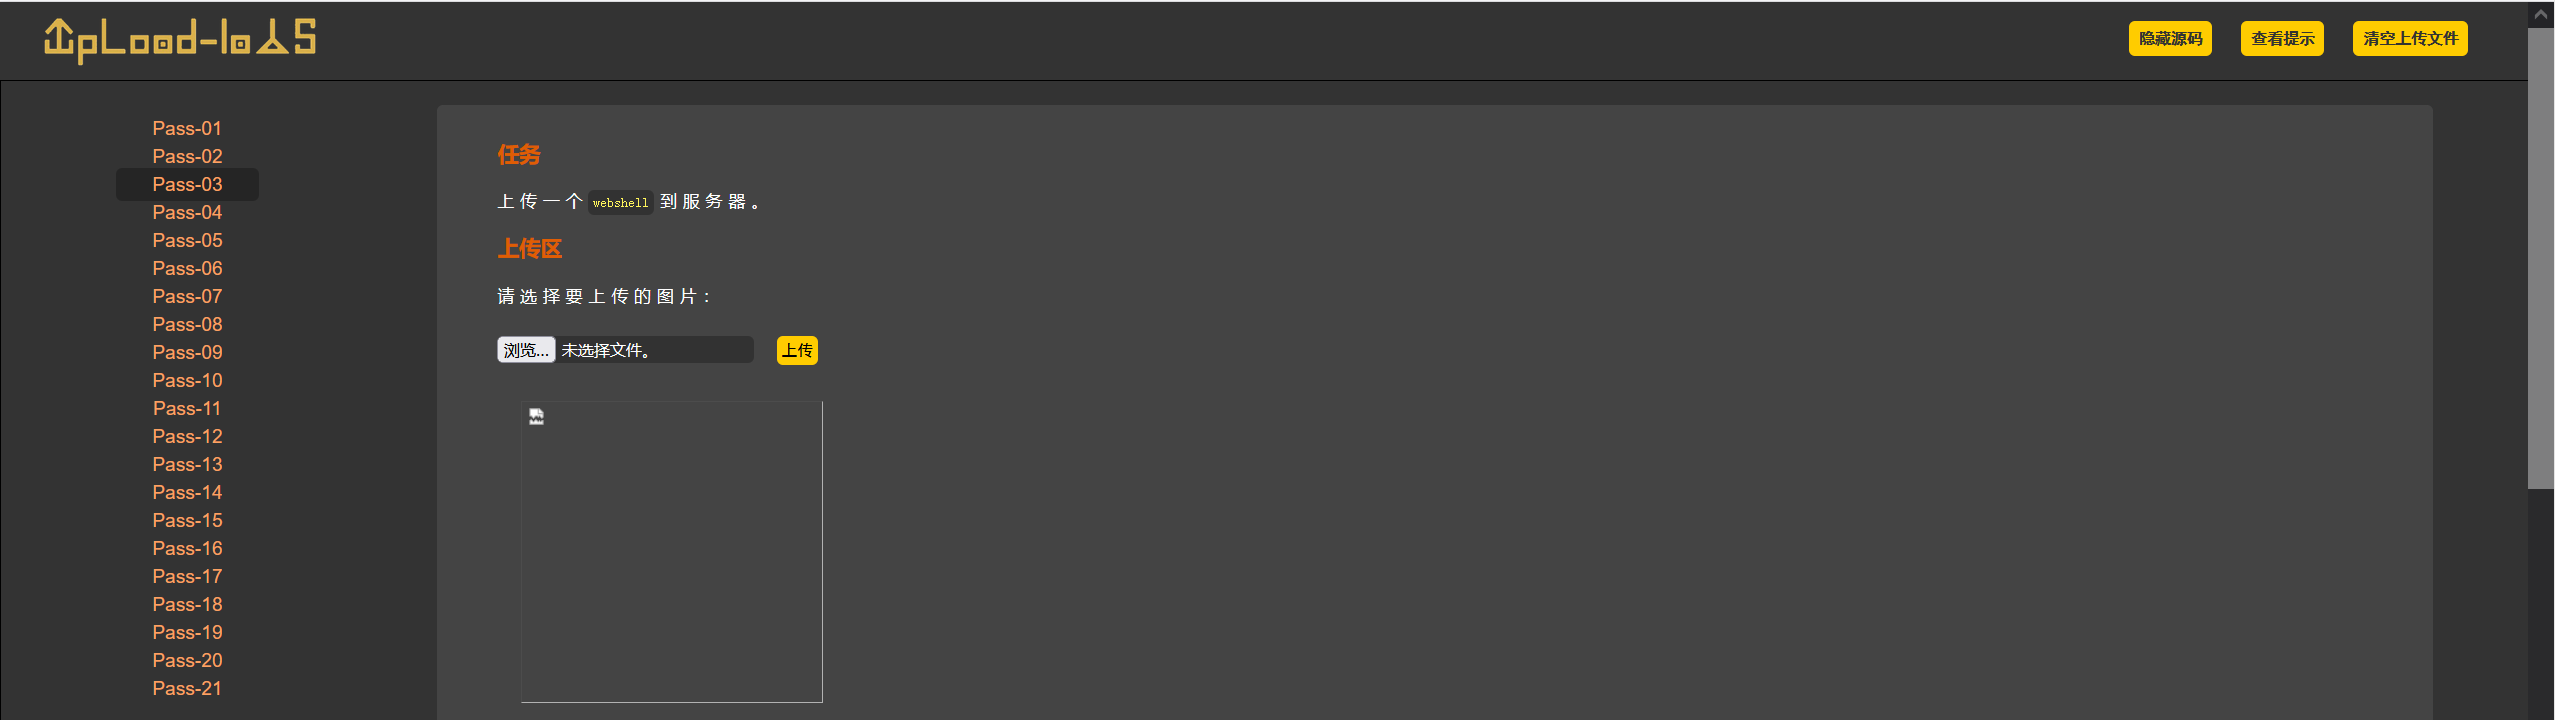 UpLoad-labs
隐藏源码 查看提示 清空上传文件
Pass-01
Pass-02
Pass-03
Pass-04
Pass-05
Pass-06
Pass-07
Pass-08
Pass-09
Pass-10
Pass-11
Pass-12
Pass-13
Pass-14
Pass-15
Pass-16
Pass-17
Pass-18
Pass-19
Pass-20
Pass-21
任务
上传一个 webshell 到服务器。
上传区
请选择要上传的图片：
浏览... 未选择文件。 上传